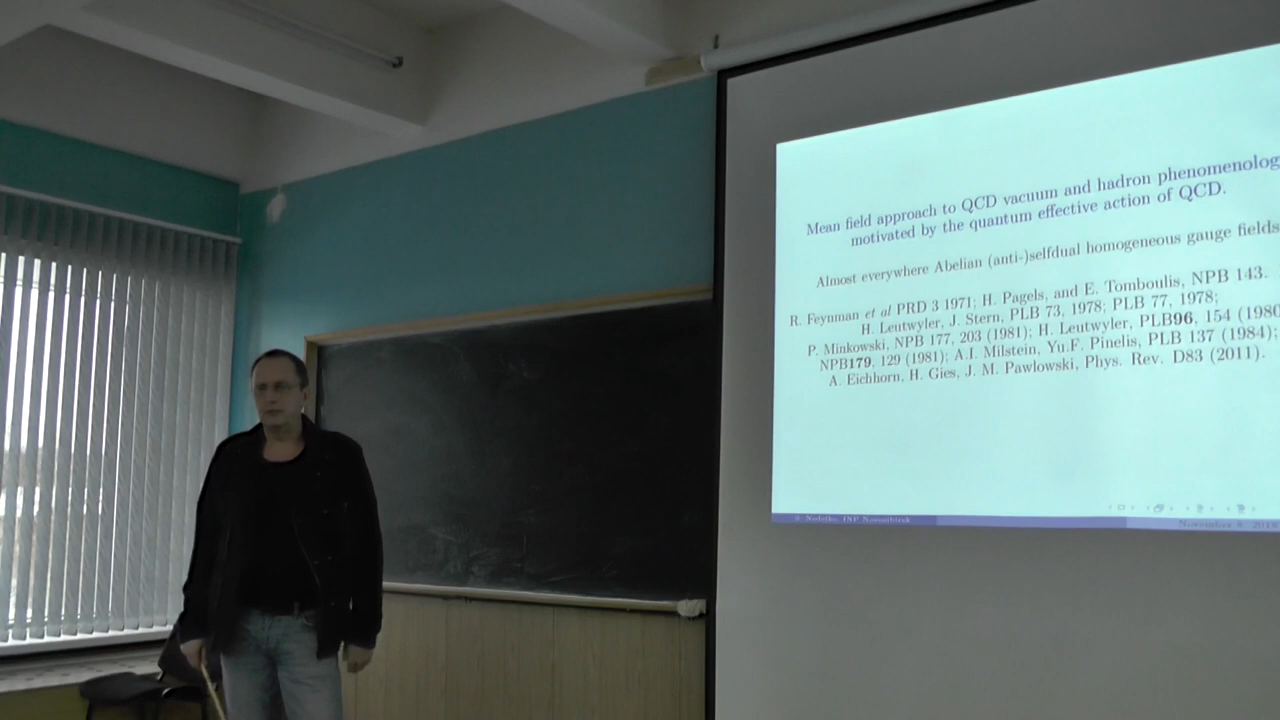 Mean field approach to QCD vacuum and hadron phenomenolog
motivated by the quantum effective action of QCD.
Almost everywhere Abelian (anti-)selfdual homogeneous gauge fields
R. Feynman et al PRD 3 1971; H. Pagels, and E. Tomboulis, NPB 143.
H. Leutwyler, J. Stern, PLB 73, 1978; PLB 77, 1978;
P. Minkowski, NPB 177, 203 (1981); H. Leutwyler, PLB96, 154 (1980
NPB179, 129 (1981); A.I. Milstein, Yu.F. Pinelis, PLB 137 (1984);
A. Eichhorn, H. Gies, J. M. Pawlowski, Phys. Rev. D83 (2011).
INP Novosibirsk
November